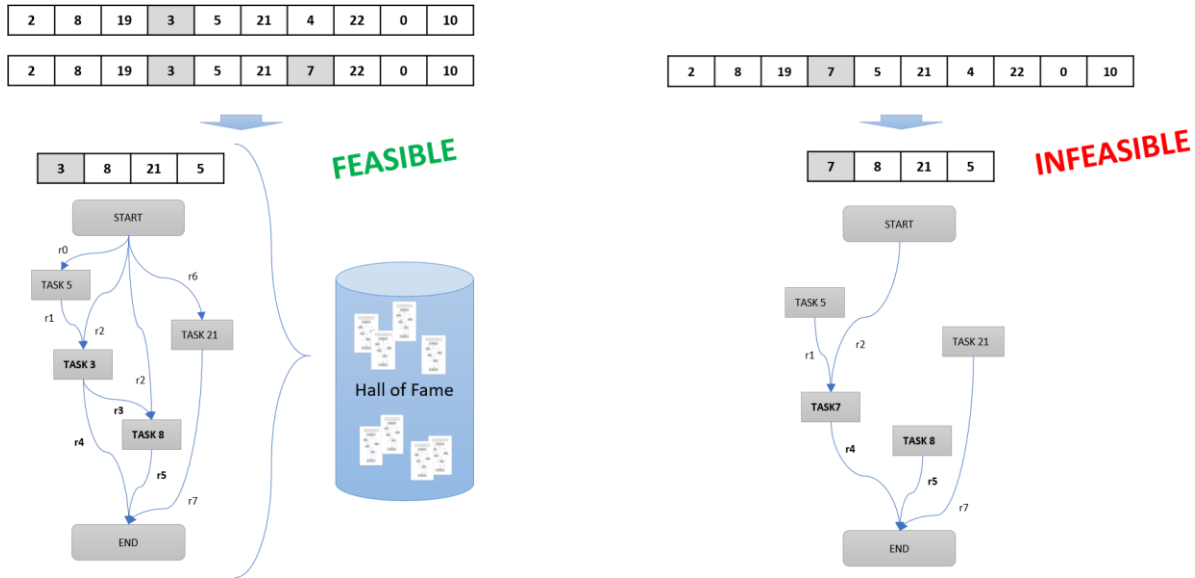 2 8 19 3 5 21 4 22 0 10
2 8 19 3 5 21 7 22 0 10
FEASIBLE
3 8 21 5
START
r0
r6
TASK 5
r1
r2
TASK 21
TASK 3
r2
r3
TASK 8
r4
r5
r7
END
Hall of Fame
2 8 19 7 5 21 4 22 0 10
INFEASIBLE
7 8 21 5
START
TASK 5
r1
r2
TASK 21
TASK7
TASK 8
r4
r5
r7
END